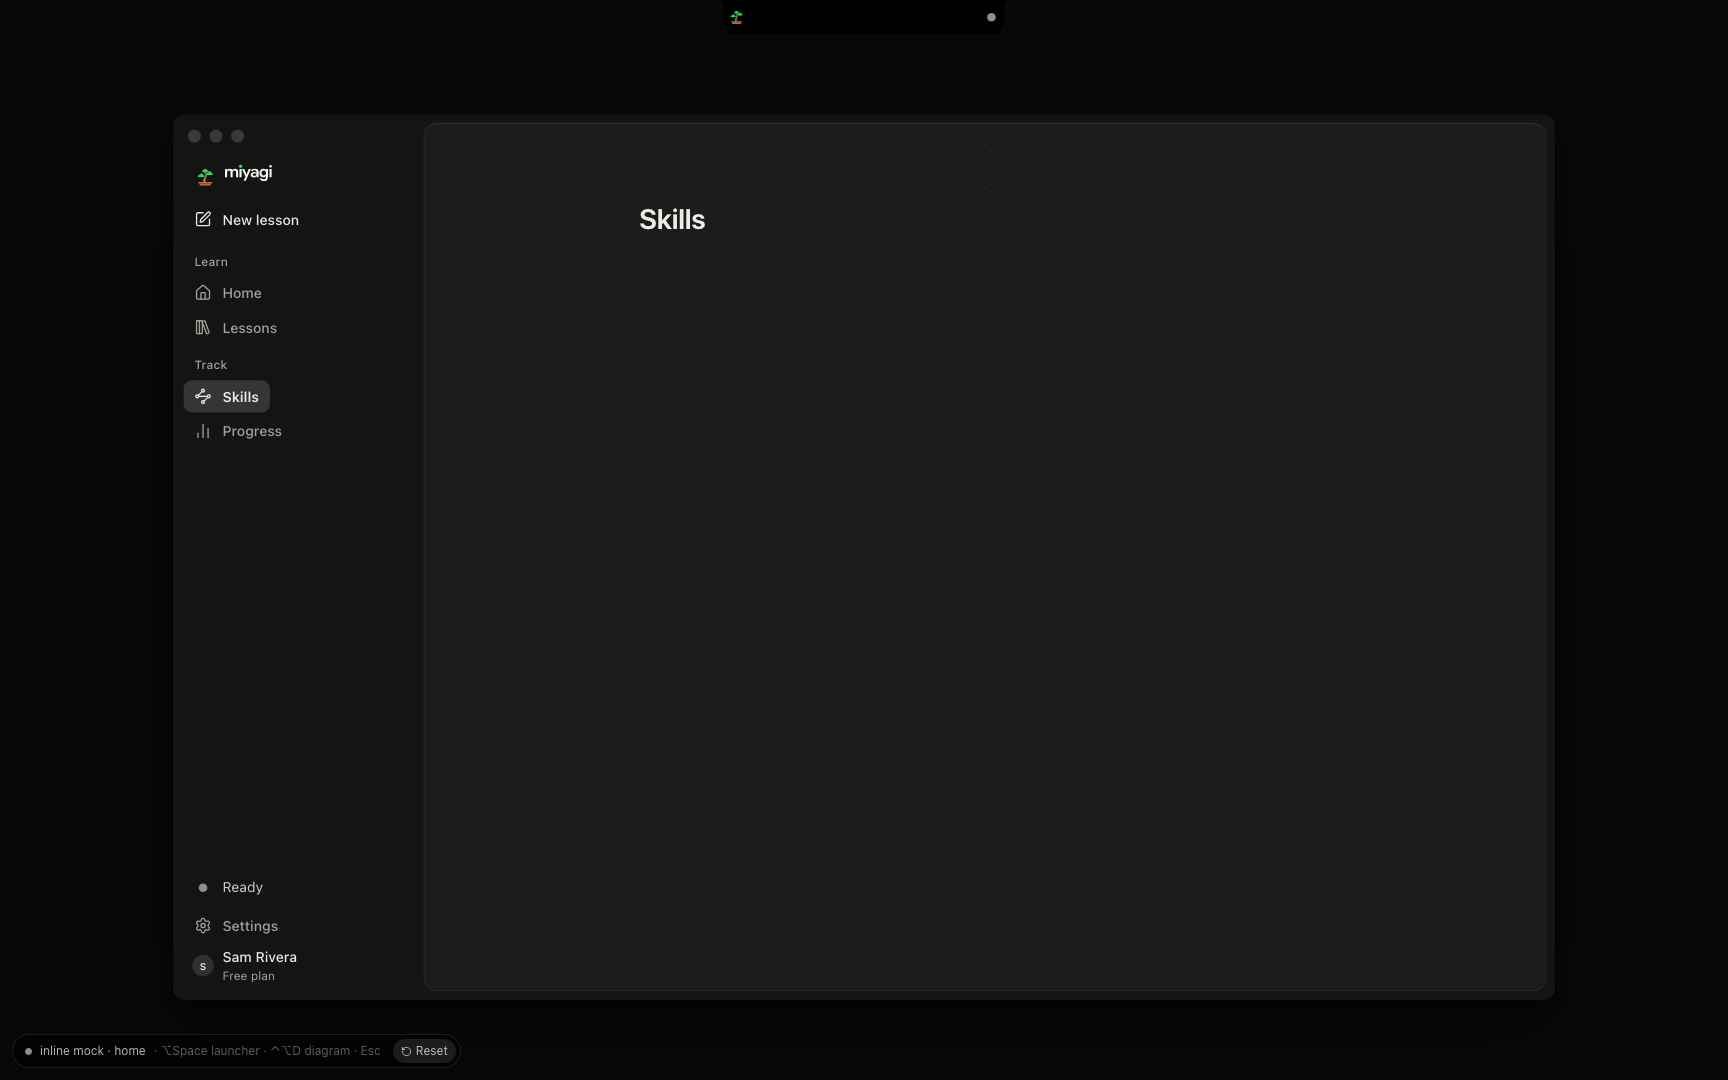 miyagi
New lesson
Learn
Home
Lessons
Track
Skills
Progress
Ready
Settings
S
Sam Rivera
Free plan
Skills
inline mock · home · ⌥Space launcher · ^⌥D diagram · Esc
Reset